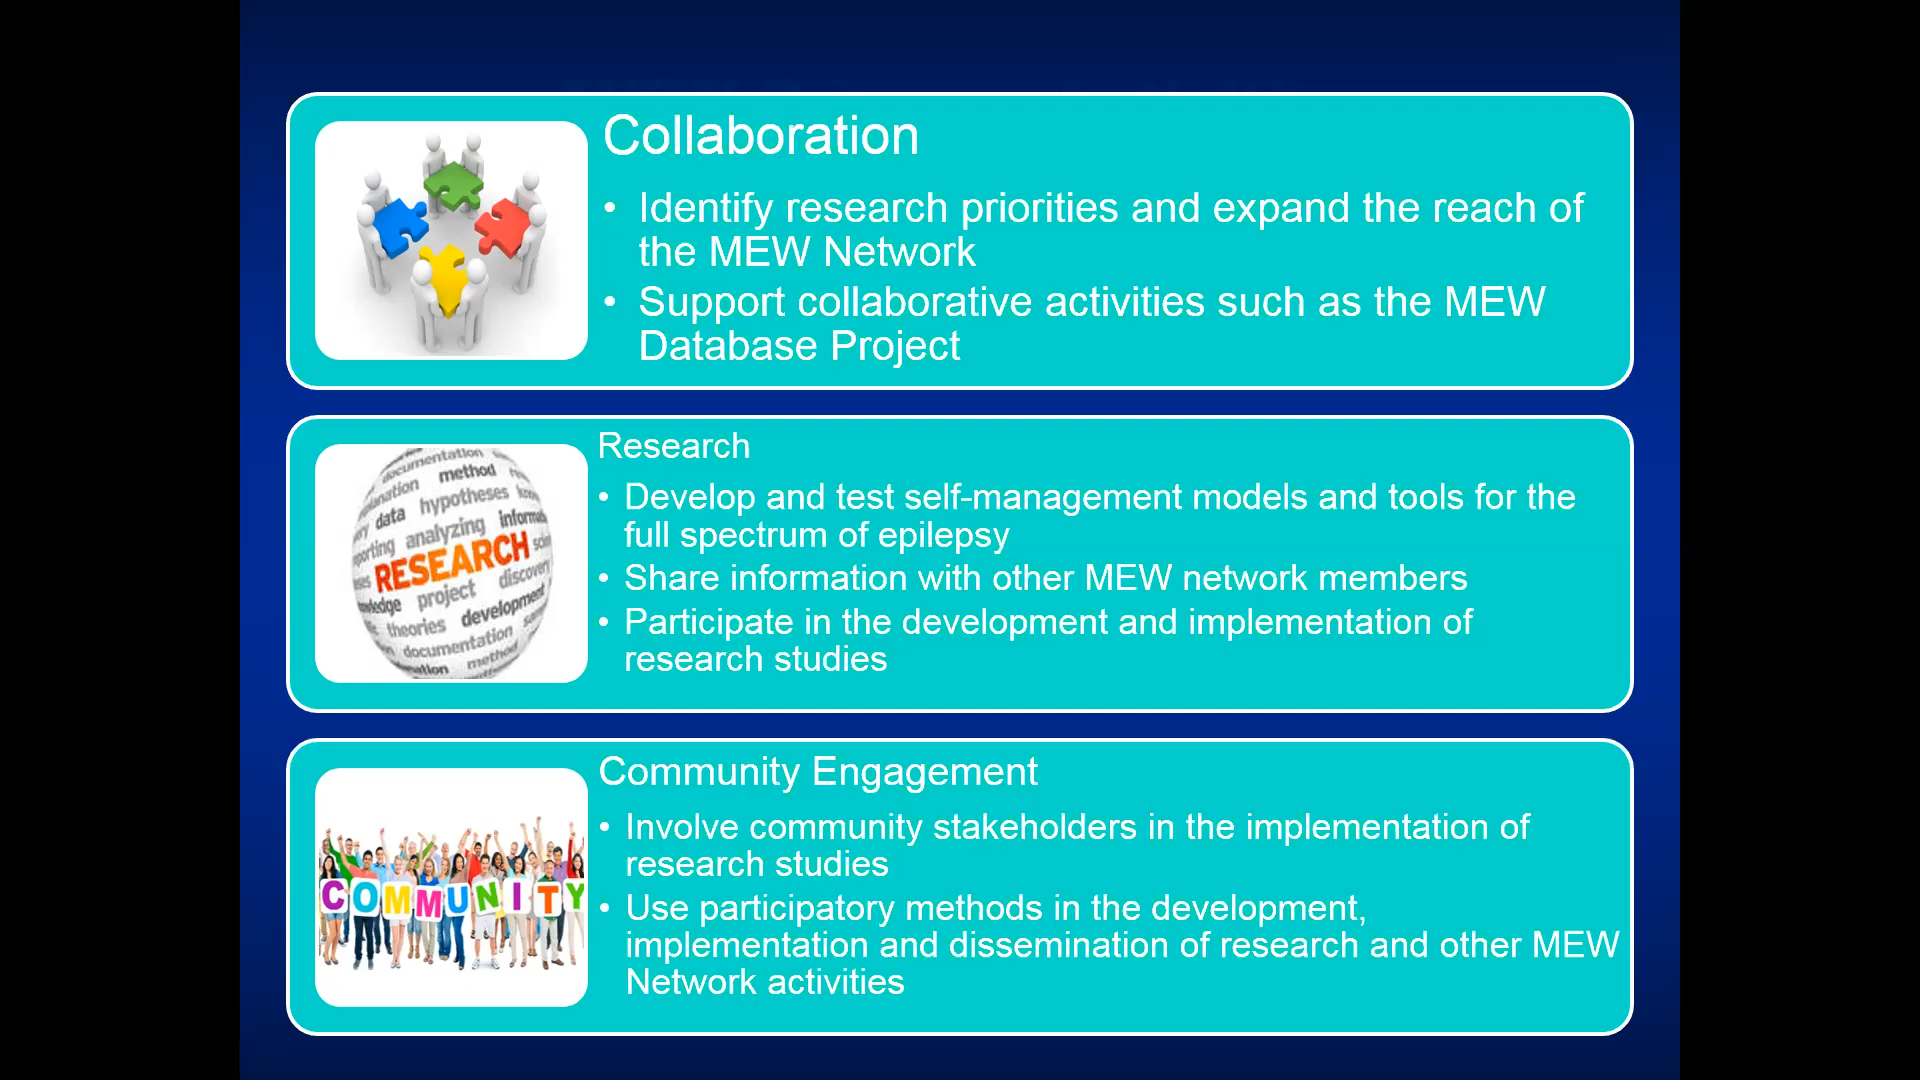 Collaboration
• Identify research priorities and expand the reach of
the MEW Network
• Support collaborative activities such as the MEW
Database Project
documentation
method
data
hypotheses
analyzing
RESEARCH
discovery
project
development
theories
documentation
Research
• Develop and test self-management models and tools for the
full spectrum of epilepsy
• Share information with other MEW network members
• Participate in the development and implementation of
research studies
COMMUNITY
Community Engagement
• Involve community stakeholders in the implementation of
research studies
• Use participatory methods in the development,
implementation and dissemination of research and other MEW
Network activities